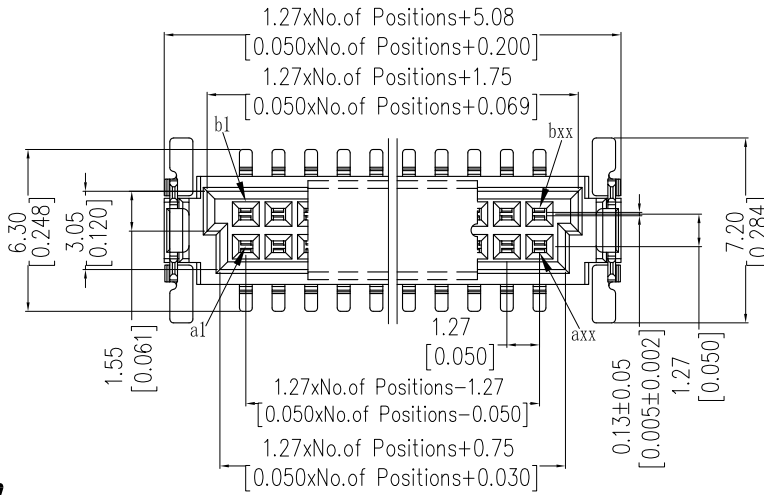 1.27xNo.of Positions+5.08
[0.050xNo.of Positions+0.200]
1.27xNo.of Positions+1.75
[0.050xNo.of Positions+0.069]
b1
bxx
6.30
[0.248]
3.05
[0.120]
7.20
[0.284]
a1
axx
1.55
[0.061]
1.27
[0.050]
0.13±0.05
[0.005±0.002]
1.27
[0.050]
1.27xNo.of Positions-1.27
[0.050xNo.of Positions-0.050]
1.27xNo.of Positions+0.75
[0.050xNo.of Positions+0.030]